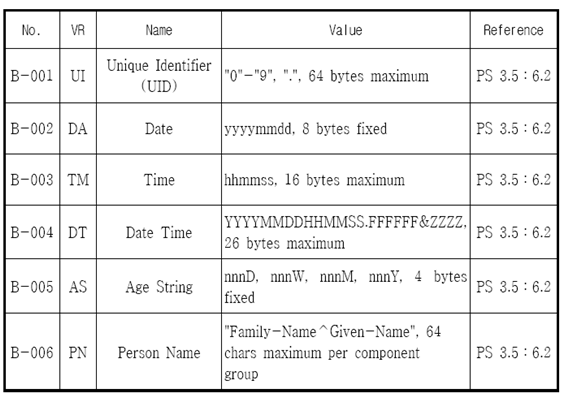 No. VR Name Value Reference
B-001 UI Unique Identifier (UID) "0"-"9", ".", 64 bytes maximum PS 3.5 : 6.2
B-002 DA Date yyyymmdd, 8 bytes fixed PS 3.5 : 6.2
B-003 TM Time hhmmss, 16 bytes maximum PS 3.5 : 6.2
B-004 DT Date Time YYYYMMDDHHMMSS.FFFFFF&ZZZZ, 26 bytes maximum PS 3.5 : 6.2
B-005 AS Age String nnnD, nnnW, nnnM, nnnY, 4 bytes fixed PS 3.5 : 6.2
B-006 PN Person Name "Family-Name^Given-Name", 64 chars maximum per component group PS 3.5 : 6.2